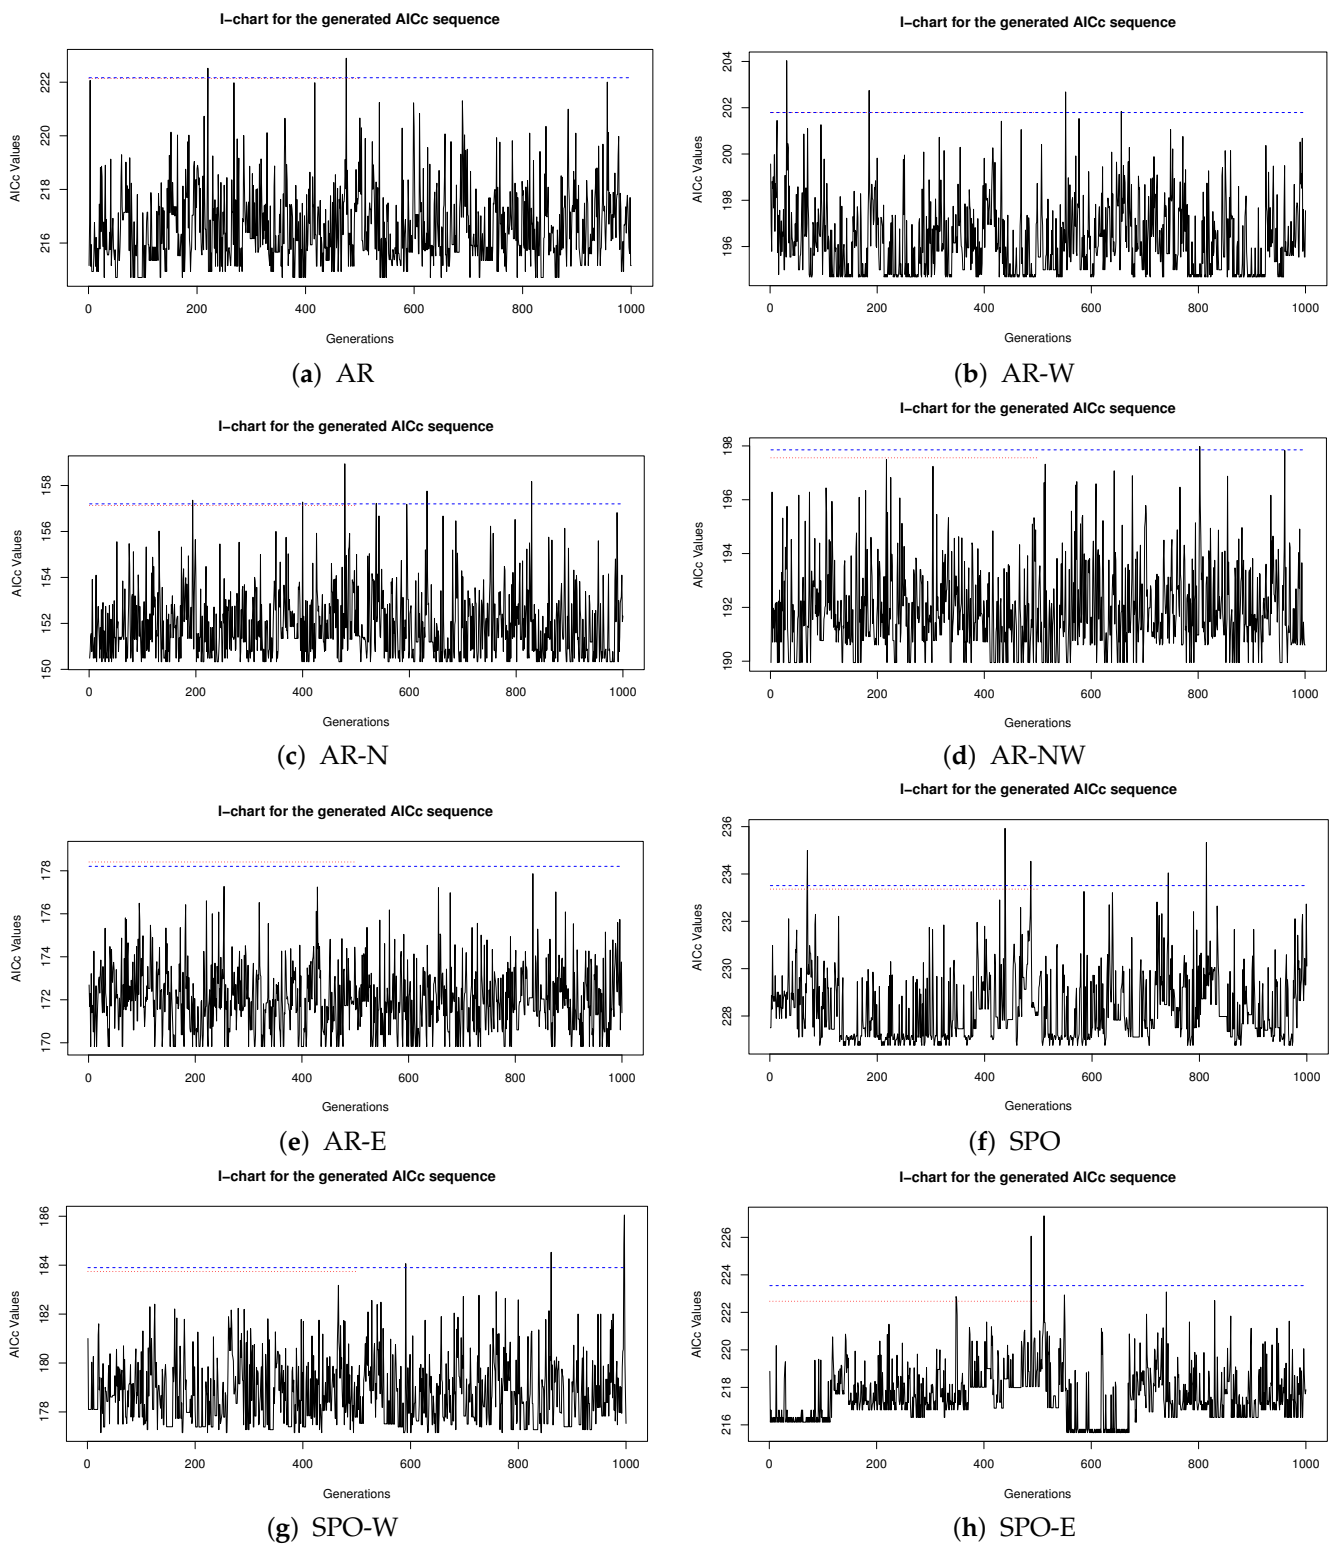 I−chart for the generated AICc sequence
AICc Values
216 218 220 222
0 200 400 600 800 1000
Generations
(a) AR
I−chart for the generated AICc sequence
AICc Values
196 198 200 202 204
0 200 400 600 800 1000
Generations
(b) AR-W
I−chart for the generated AICc sequence
AICc Values
150 152 154 156 158
0 200 400 600 800 1000
Generations
(c) AR-N
I−chart for the generated AICc sequence
AICc Values
190 192 194 196 198
0 200 400 600 800 1000
Generations
(d) AR-NW
I−chart for the generated AICc sequence
AICc Values
170 172 174 176 178
0 200 400 600 800 1000
Generations
(e) AR-E
I−chart for the generated AICc sequence
AICc Values
228 230 232 234 236
0 200 400 600 800 1000
Generations
(f) SPO
I−chart for the generated AICc sequence
AICc Values
178 180 182 184 186
0 200 400 600 800 1000
Generations
(g) SPO-W
I−chart for the generated AICc sequence
AICc Values
216 218 220 222 224 226
0 200 400 600 800 1000
Generations
(h) SPO-E